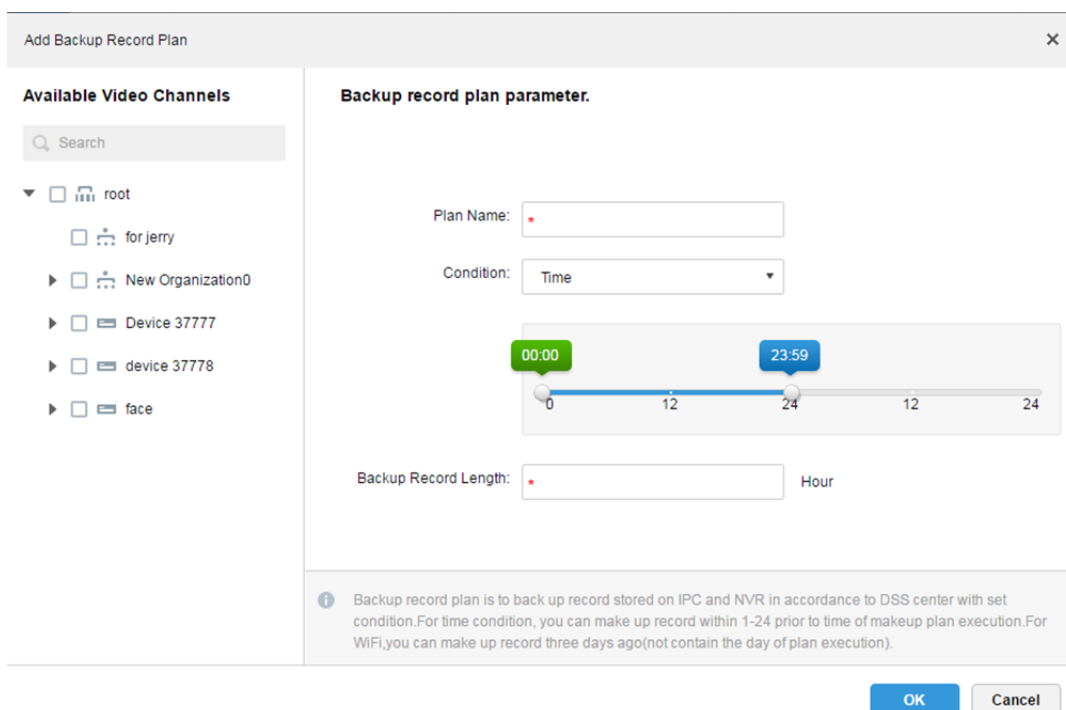 Add Backup Record Plan
Available Video Channels
Search
root
for jerry
New Organization0
Device 37777
device 37778
face
Backup record plan parameter.
Plan Name: *
Condition: Time
00:00 23:59
0 12 24 12 24
Backup Record Length: * Hour
Backup record plan is to back up record stored on IPC and NVR in accordance to DSS center with set
condition.For time condition, you can make up record within 1-24 prior to time of makeup plan execution.For
WiFi,you can make up record three days ago(not contain the day of plan execution).
OK Cancel